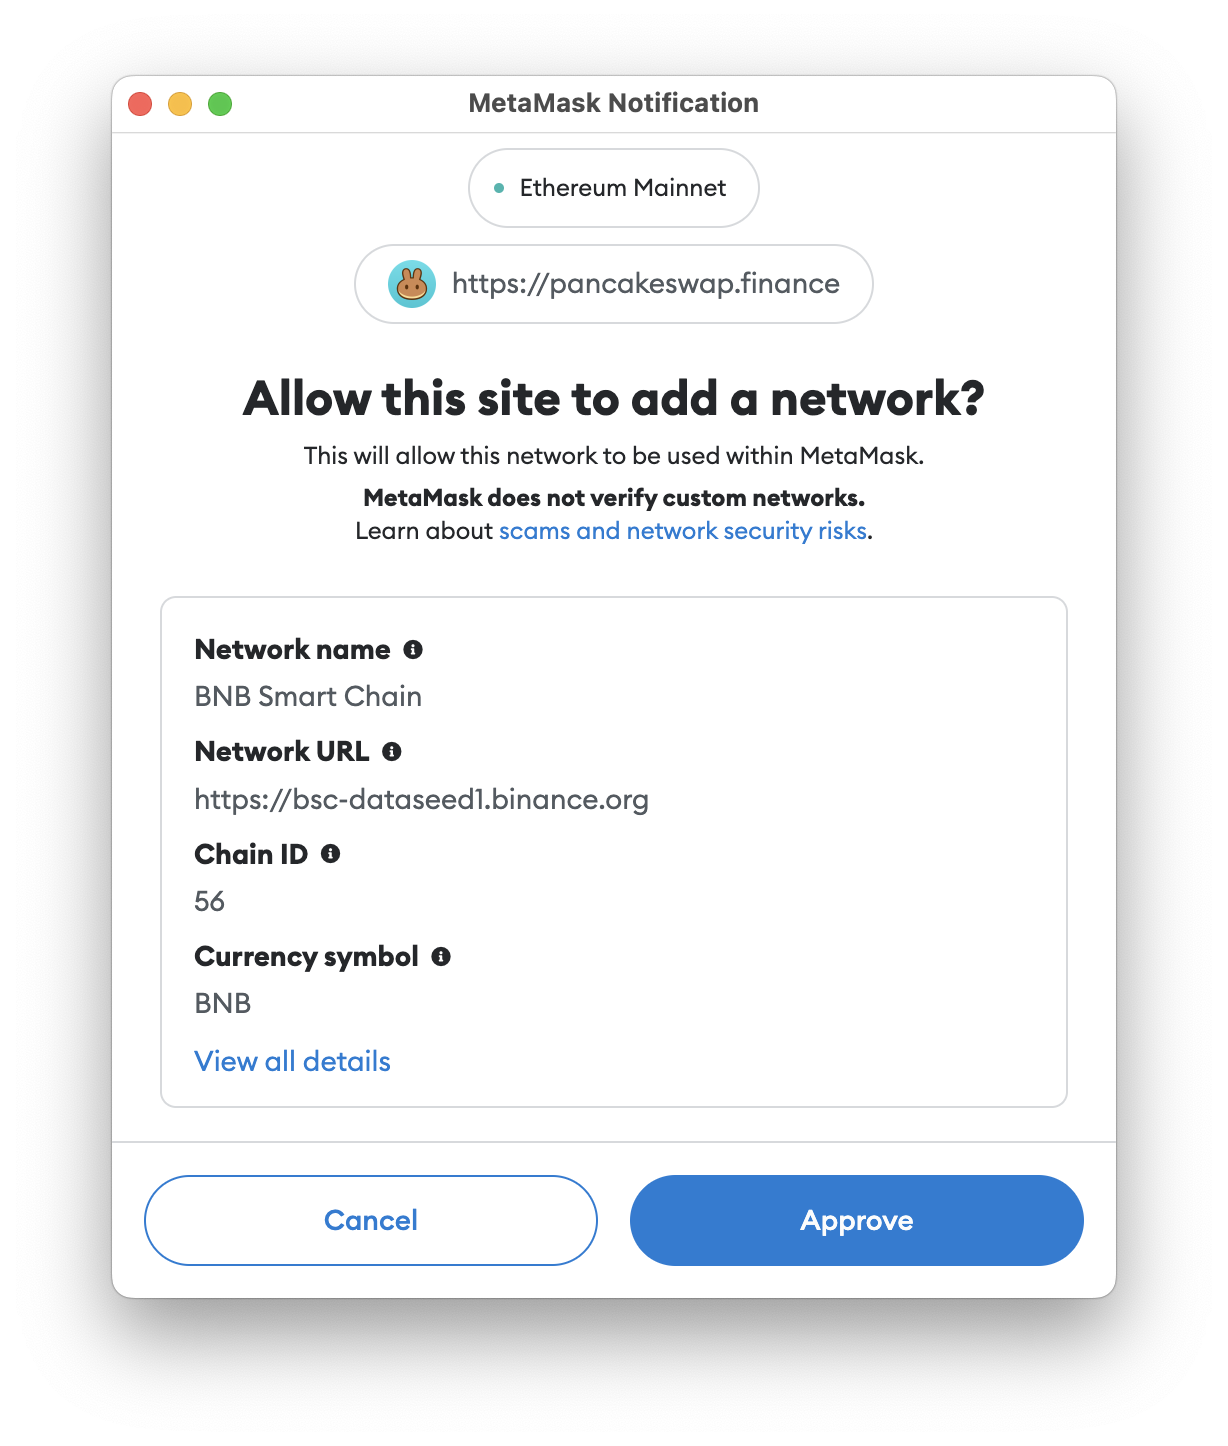 MetaMask Notification
Ethereum Mainnet
https://pancakeswap.finance
Allow this site to add a network?
This will allow this network to be used within MetaMask.
MetaMask does not verify custom networks.
Learn about scams and network security risks.
Network name
BNB Smart Chain
Network URL
https://bsc-dataseed1.binance.org
Chain ID
56
Currency symbol
BNB
View all details
Cancel
Approve